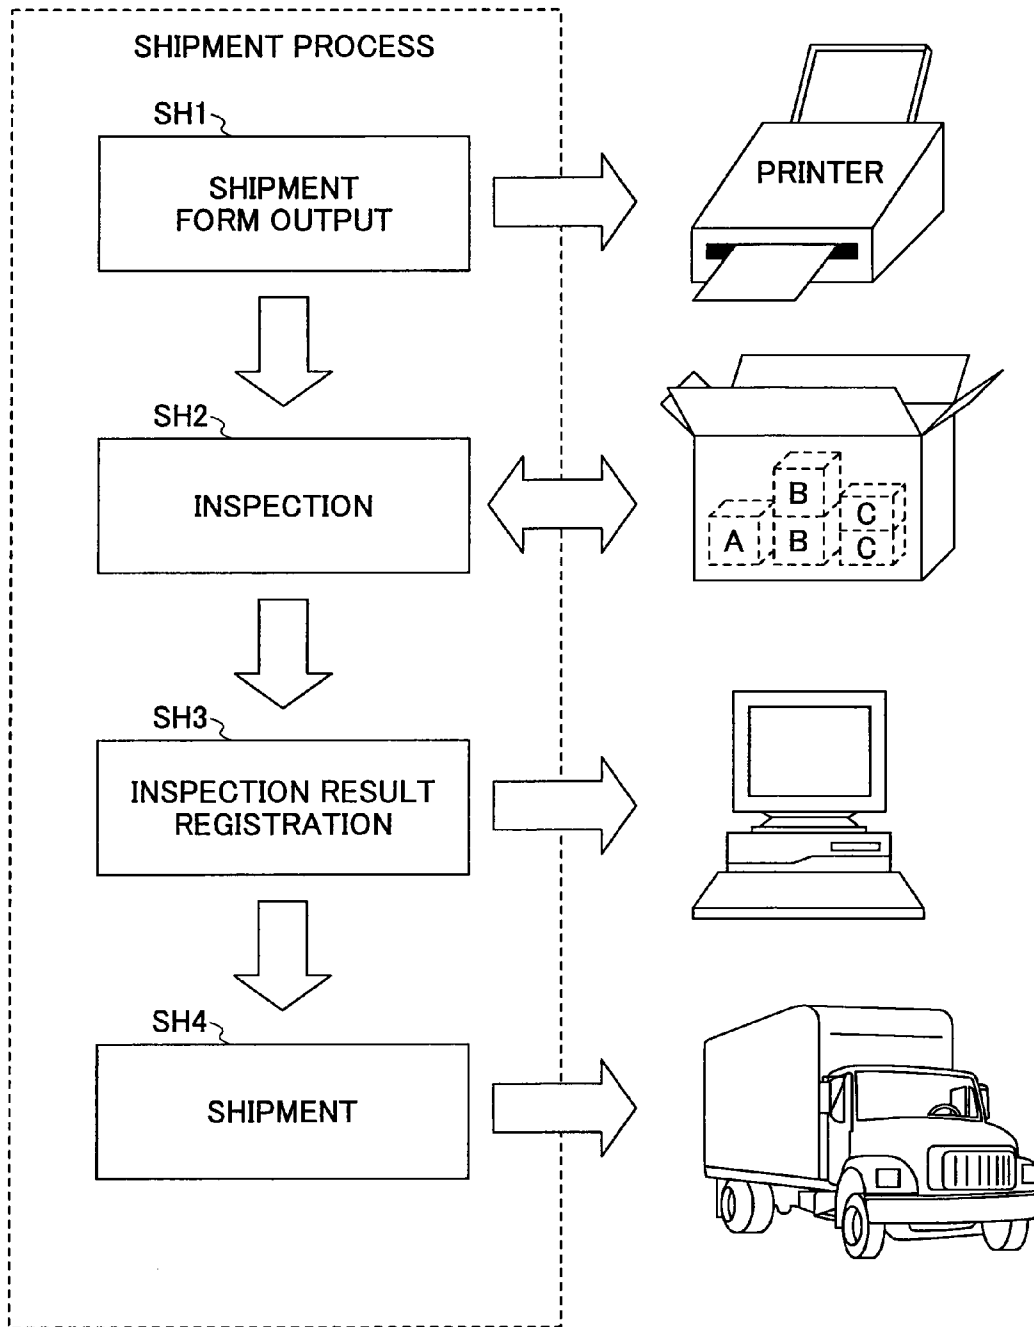 SHIPMENT PROCESS
SH1
SHIPMENT
FORM OUTPUT
PRINTER
SH2
INSPECTION
B
A B C
C
SH3
INSPECTION RESULT
REGISTRATION
SH4
SHIPMENT